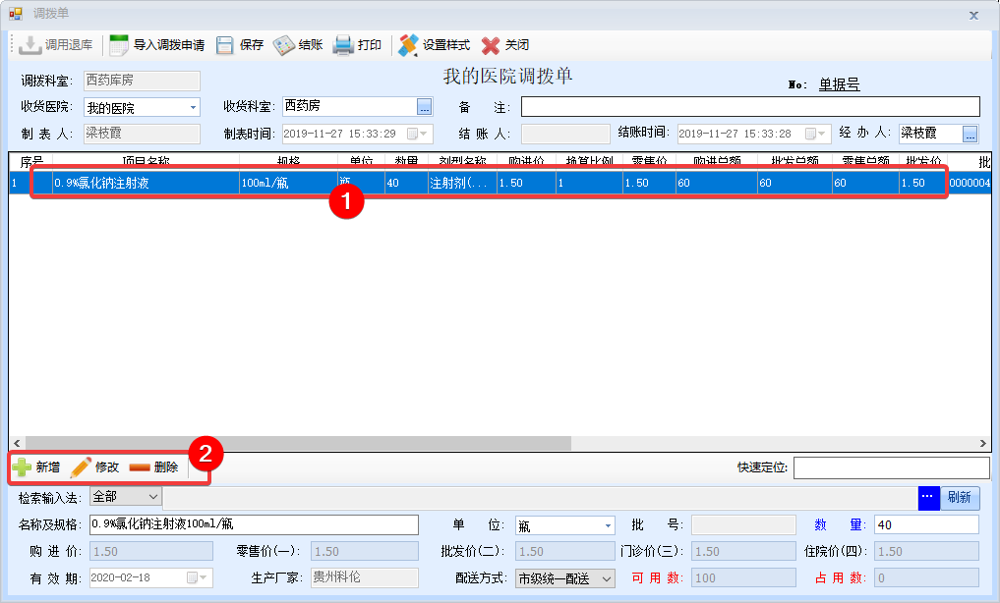 调拨单
调用退库 导入调拨申请 保存 结账 打印 设置样式 关闭
调拨科室: 西药库房 我的医院调拨单 No: 单据号
收货医院: 我的医院 收货科室: 西药房 ... 备 注:
制 表 人: 梁枝霞 制表时间: 2019-11-27 15:33:29 结 账 人: 结账时间: 2019-11-27 15:33:28 经 办 人: 梁枝霞 ...
序号 项目名称 规格 单位 数量 剂型名称 购进价 换算比例 零售价 购进总额 批发总额 零售总额 批发价 批
1 0.9%氯化钠注射液 100ml/瓶 瓶 40 注射剂(... 1.50 1 1.50 60 60 60 1.50 0000004
1
2
新增 修改 删除 快速定位:
检索输入法: 全部 ... 刷新
名称及规格: 0.9%氯化钠注射液100ml/瓶 单 位: 瓶 批 号: 数 量: 40
购 进 价: 1.50 零售价(一): 1.50 批发价(二): 1.50 门诊价(三): 1.50 住院价(四): 1.50
有 效 期: 2020-02-18 生产厂家: 贵州科伦 配送方式: 市级统一配送 可 用 数: 100 占 用 数: 0